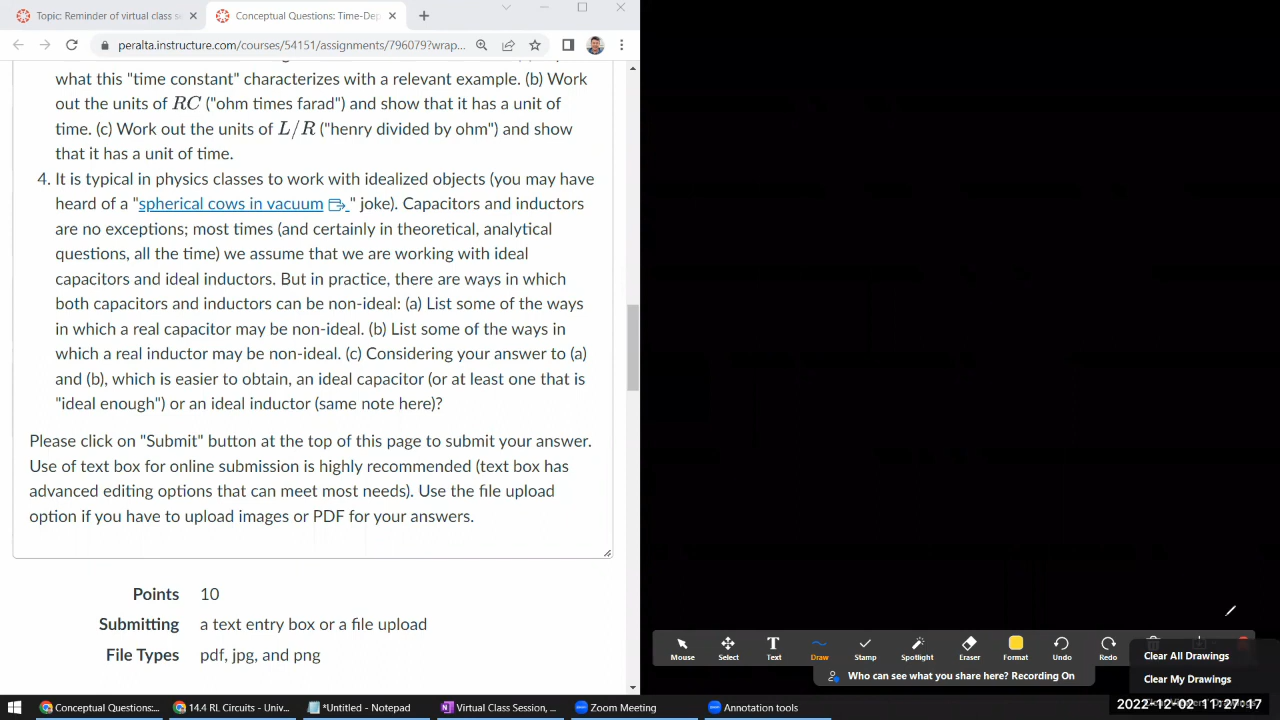 Topic: Reminder of virtual class s
Conceptual Questions: Time-De
peralta.instructure.com/courses/54151/assignments/796079?wrap...
what this "time constant" characterizes with a relevant example. (b) Work
out the units of RC ("ohm times farad") and show that it has a unit of
time. (c) Work out the units of L/R ("henry divided by ohm") and show
that it has a unit of time.
4. It is typical in physics classes to work with idealized objects (you may have
heard of a "spherical cows in vacuum " joke). Capacitors and inductors
are no exceptions; most times (and certainly in theoretical, analytical
questions, all the time) we assume that we are working with ideal
capacitors and ideal inductors. But in practice, there are ways in which
both capacitors and inductors can be non-ideal: (a) List some of the ways
in which a real capacitor may be non-ideal. (b) List some of the ways in
which a real inductor may be non-ideal. (c) Considering your answer to (a)
and (b), which is easier to obtain, an ideal capacitor (or at least one that is
"ideal enough") or an ideal inductor (same note here)?
Please click on "Submit" button at the top of this page to submit your answer.
Use of text box for online submission is highly recommended (text box has
advanced editing options that can meet most needs). Use the file upload
option if you have to upload images or PDF for your answers.
Points 10
Submitting a text entry box or a file upload
File Types pdf, jpg, and png
Mouse Select Text Draw Stamp Spotlight Eraser Format Undo Redo
Clear All Drawings
Clear My Drawings
Who can see what you share here? Recording On
Conceptual Questions:... 14.4 RL Circuits - Univ... *Untitled - Notepad Virtual Class Session, ... Zoom Meeting Annotation tools
2022-12-02 11:27:17